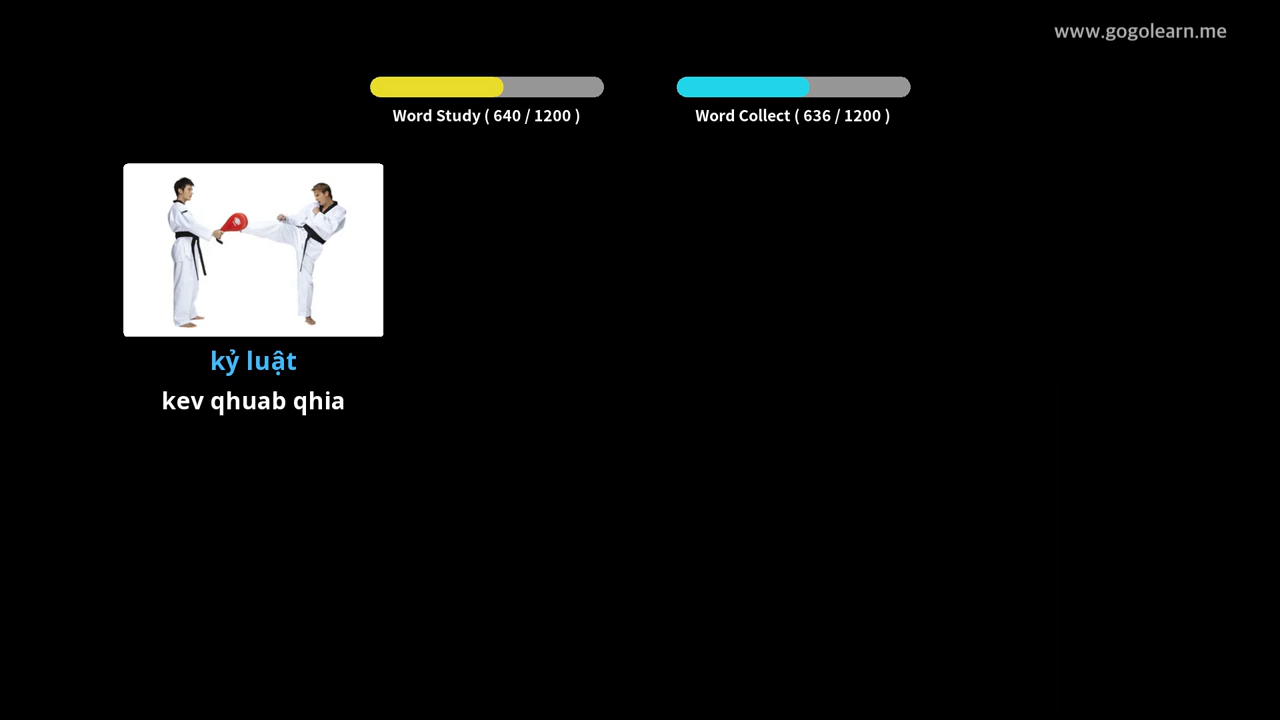 www.gogolearn.me
Word Study ( 640 / 1200 )
Word Collect ( 636 / 1200 )
kỷ luật
kev qhuab qhia